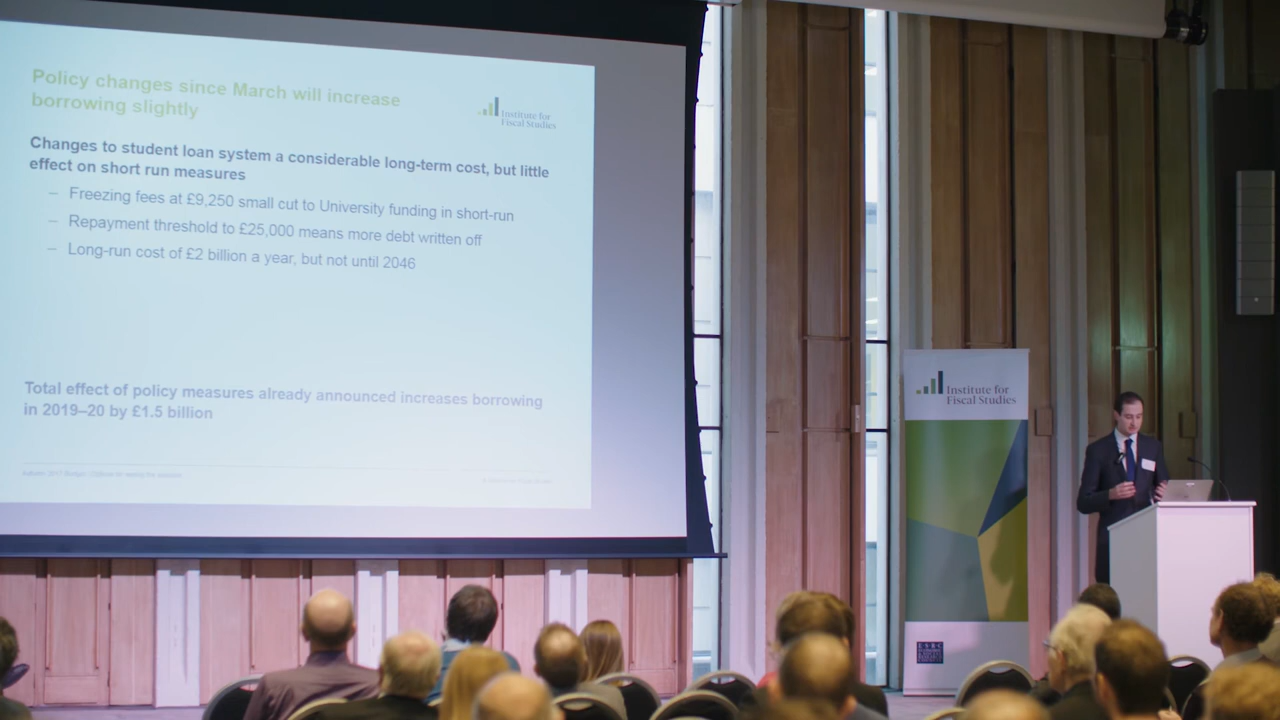 Policy changes since March will increase
borrowing slightly
Institute for
Fiscal Studies
Changes to student loan system a considerable long-term cost, but little
effect on short run measures
– Freezing fees at £9,250 small cut to University funding in short-run
– Repayment threshold to £25,000 means more debt written off
– Long-run cost of £2 billion a year, but not until 2046
Total effect of policy measures already announced increases borrowing
in 2019–20 by £1.5 billion
Institute for
Fiscal Studies
E S R C